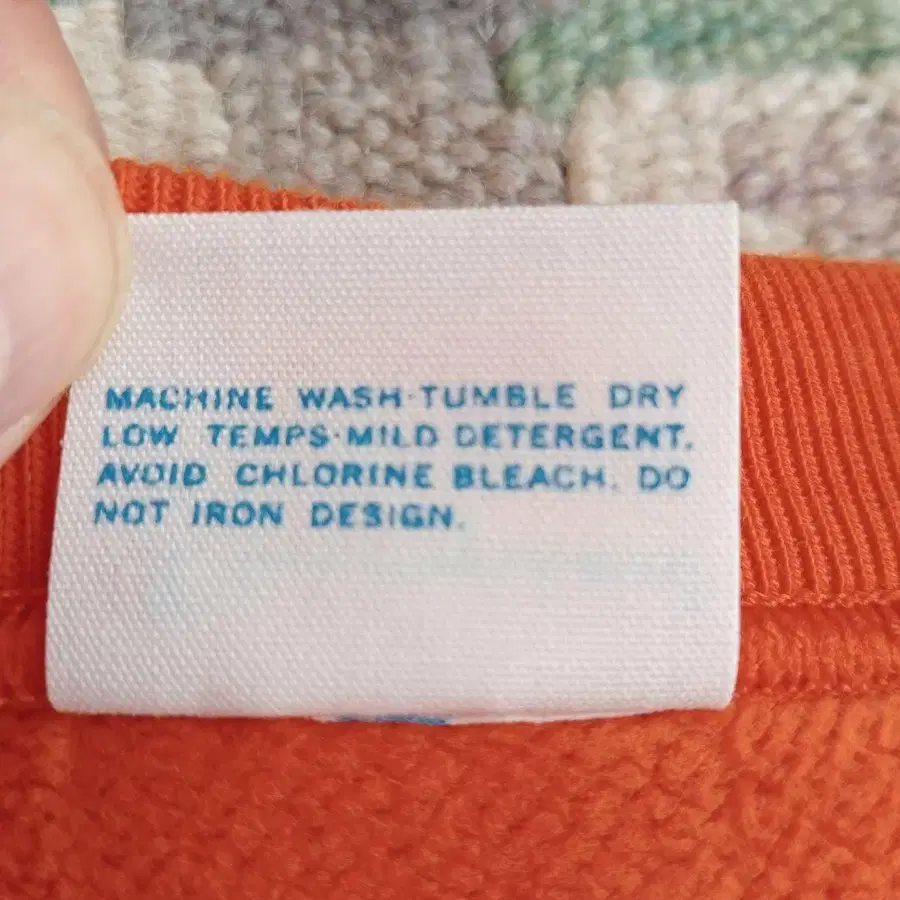 MACHINE WASH·TUMBLE DRY
LOW TEMPS·MILD DETERGENT.
AVOID CHLORINE BLEACH. DO
NOT IRON DESIGN.